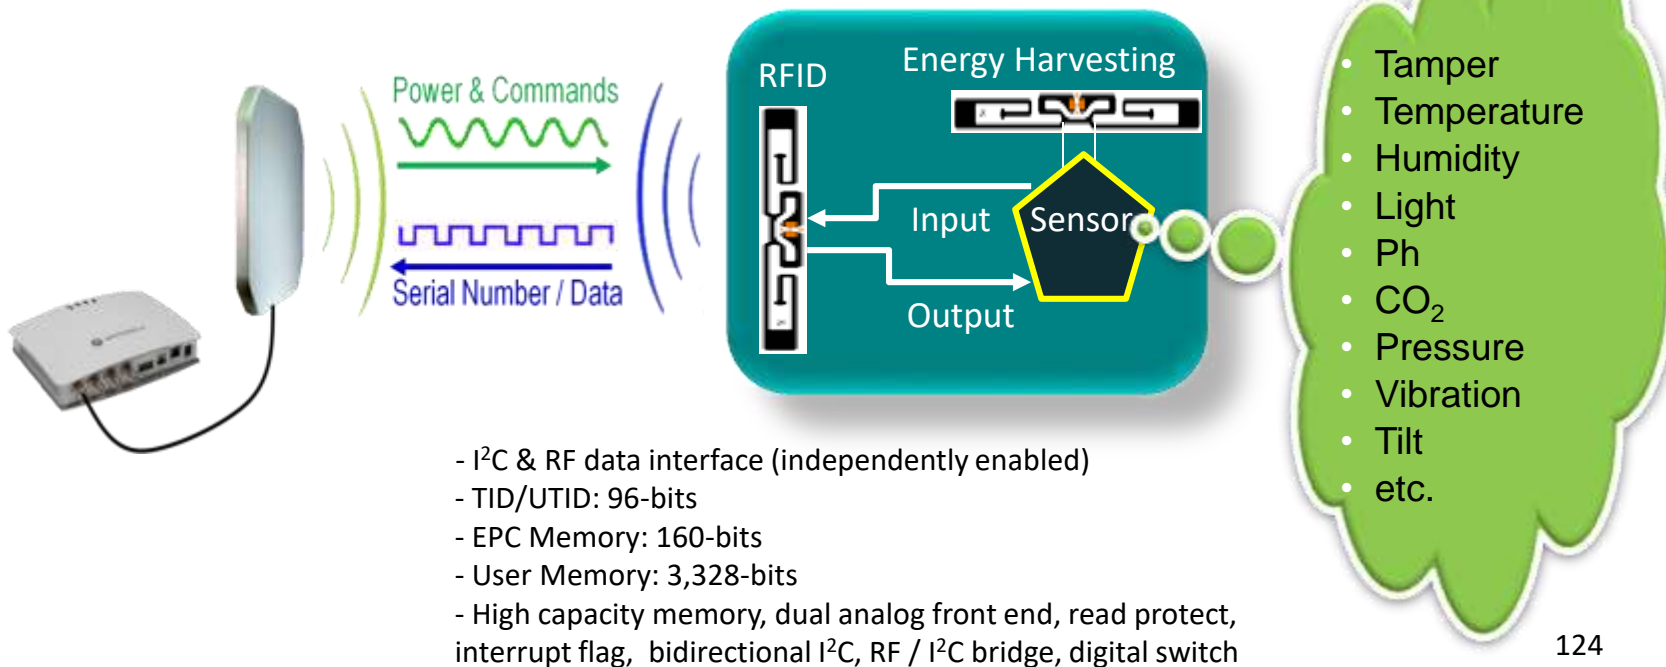 RFID
Energy Harvesting
Power & Commands
Serial Number / Data
Input
Sensor
Output
• Tamper
• Temperature
• Humidity
• Light
• Ph
• CO₂
• Pressure
• Vibration
• Tilt
• etc.
- I²C & RF data interface (independently enabled)
- TID/UTID: 96-bits
- EPC Memory: 160-bits
- User Memory: 3,328-bits
- High capacity memory, dual analog front end, read protect,
interrupt flag,  bidirectional I²C, RF / I²C bridge, digital switch
124